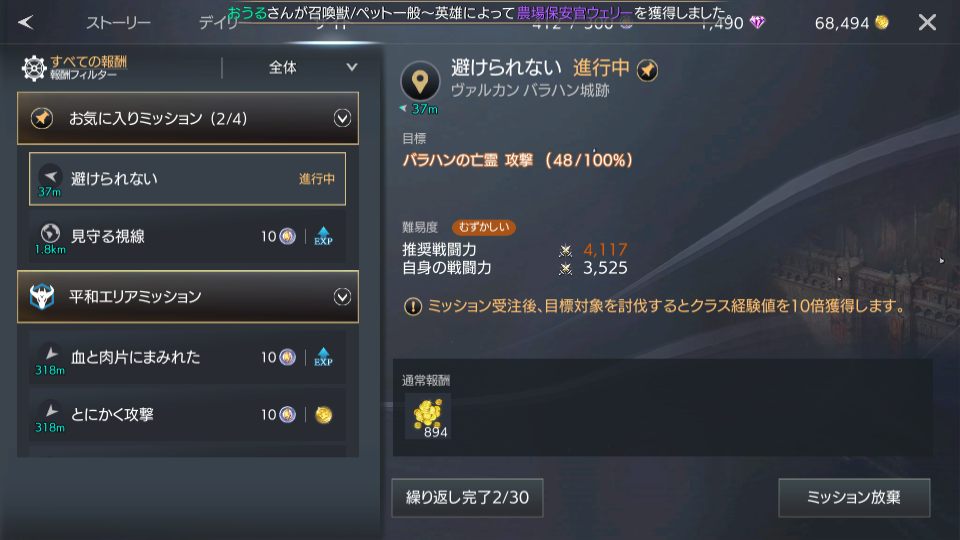 おうるさんが召喚獣/ペット一般～英雄によって農場保安官ウェリーを獲得しました。
ストーリー
デイリー
1,490
68,494
すべての報酬
報酬フィルター
全体
お気に入りミッション (2/4)
避けられない
進行中
37m
見守る視線
10
EXP
1.8km
平和エリアミッション
血と肉片にまみれた
10
EXP
318m
とにかく攻撃
10
318m
避けられない 進行中
ヴァルカン バラハン城跡
37m
目標
バラハンの亡霊 攻撃 (48/100%)
難易度 むずかしい
推奨戦闘力 4,117
自身の戦闘力 3,525
ミッション受注後、目標対象を討伐するとクラス経験値を10倍獲得します。
通常報酬
894
繰り返し完了2/30
ミッション放棄